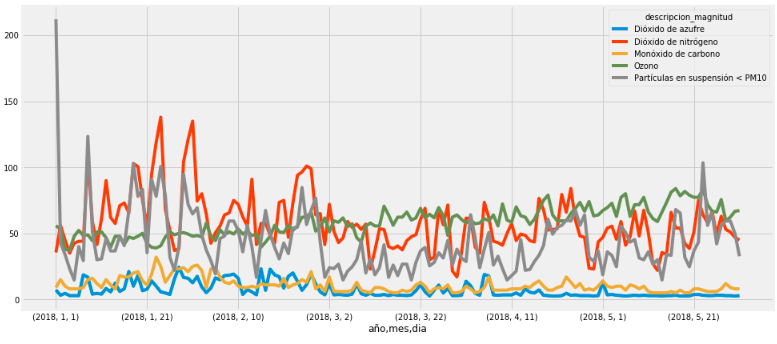 descripcion_magnitud
Dióxido de azufre
Dióxido de nitrógeno
Monóxido de carbono
Ozono
Partículas en suspensión < PM10
200
150
100
50
0
(2018, 1, 1) (2018, 1, 21) (2018, 2, 10) (2018, 3, 2) (2018, 3, 22) (2018, 4, 11) (2018, 5, 1) (2018, 5, 21)
año,mes,dia